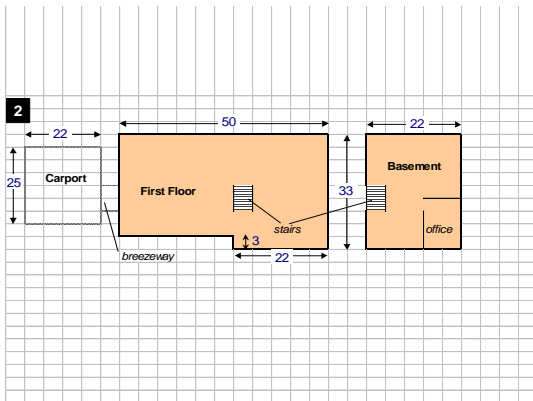 2
22
50
22
25
Carport
First Floor
33
Basement
stairs
office
3
breezeway
22